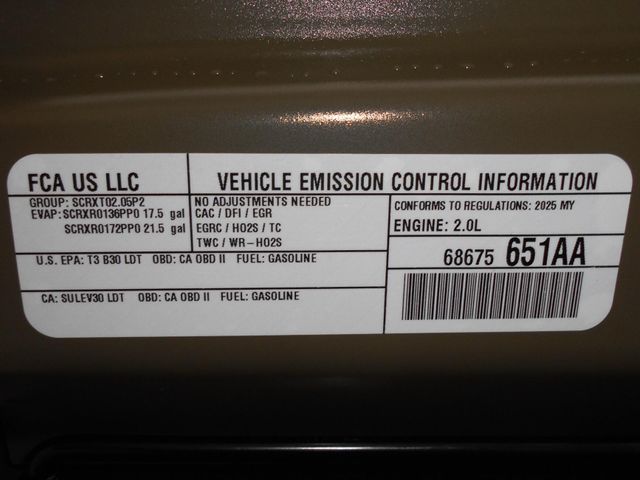 FCA US LLC
VEHICLE EMISSION CONTROL INFORMATION
GROUP: SCRXT02.05P2
EVAP: SCRXR0136PP0 17.5 gal
SCRXR0172PP0 21.5 gal
NO ADJUSTMENTS NEEDED
CAC / DFI / EGR
EGRC / HO2S / TC
TWC / WR-HO2S
CONFORMS TO REGULATIONS: 2025 MY
ENGINE: 2.0L
U.S. EPA: T3 B30 LDT OBD: CA OBD II FUEL: GASOLINE
68675 651AA
CA: SULEV30 LDT OBD: CA OBD II FUEL: GASOLINE